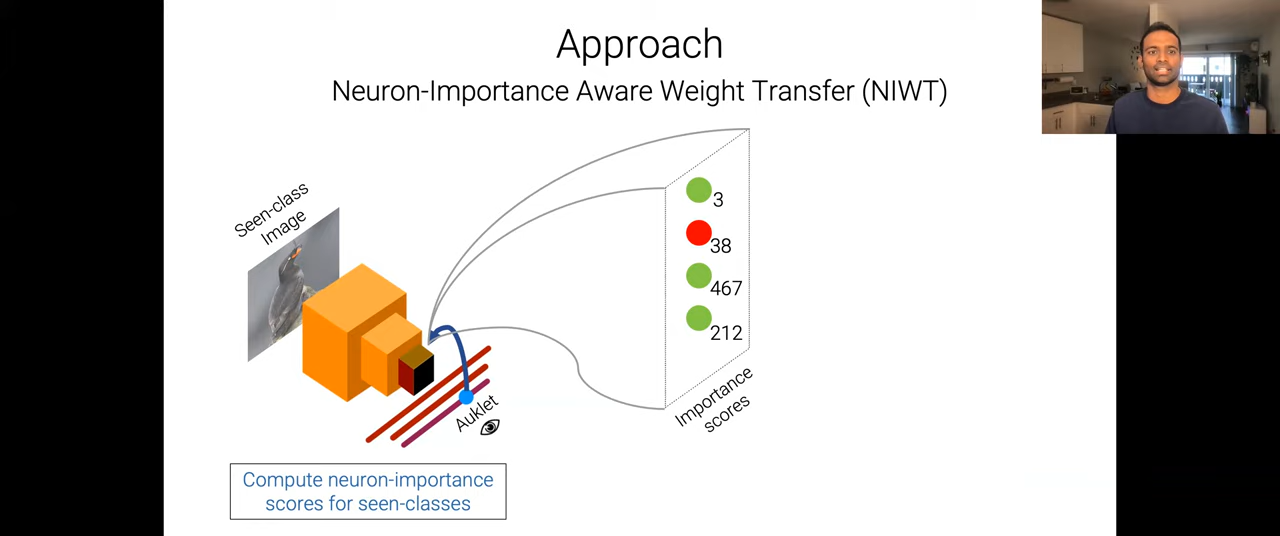 Approach
Neuron-Importance Aware Weight Transfer (NIWT)
Seen-class
Image
3
38
467
212
Auklet
Importance
scores
Compute neuron-importance
scores for seen-classes